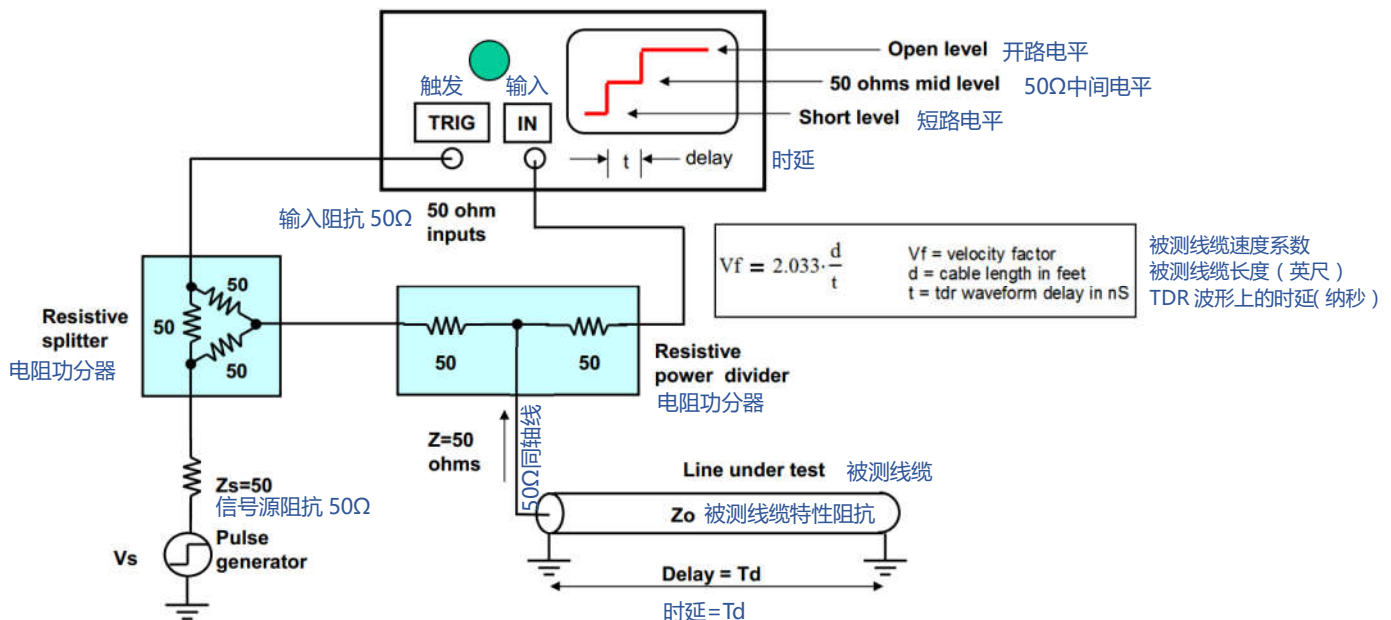 Open level 开路电平
触发 输入
50 ohms mid level 50Ω中间电平
TRIG IN
Short level 短路电平
t delay 时延
输入阻抗 50Ω 50 ohm
inputs
Vf = 2.033·d/t
Vf = velocity factor
d = cable length in feet
t = tdr waveform delay in nS
被测线缆速度系数
被测线缆长度（英尺）
TDR 波形上的时延(纳秒）
50
50
50
Resistive
splitter
电阻功分器
50 50
Resistive
power divider
电阻功分器
Z=50
ohms
50Ω同轴线
Line under test 被测线缆
Zs=50
信号源阻抗 50Ω
Zo 被测线缆特性阻抗
Vs
Pulse
generator
Delay = Td
时延=Td